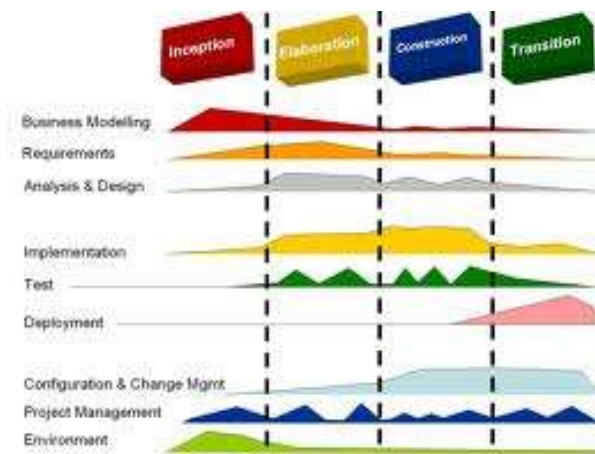 Inception
Elaboration
Construction
Transition
Business Modelling
Requirements
Analysis & Design
Implementation
Test
Deployment
Configuration & Change Mgmt
Project Management
Environment